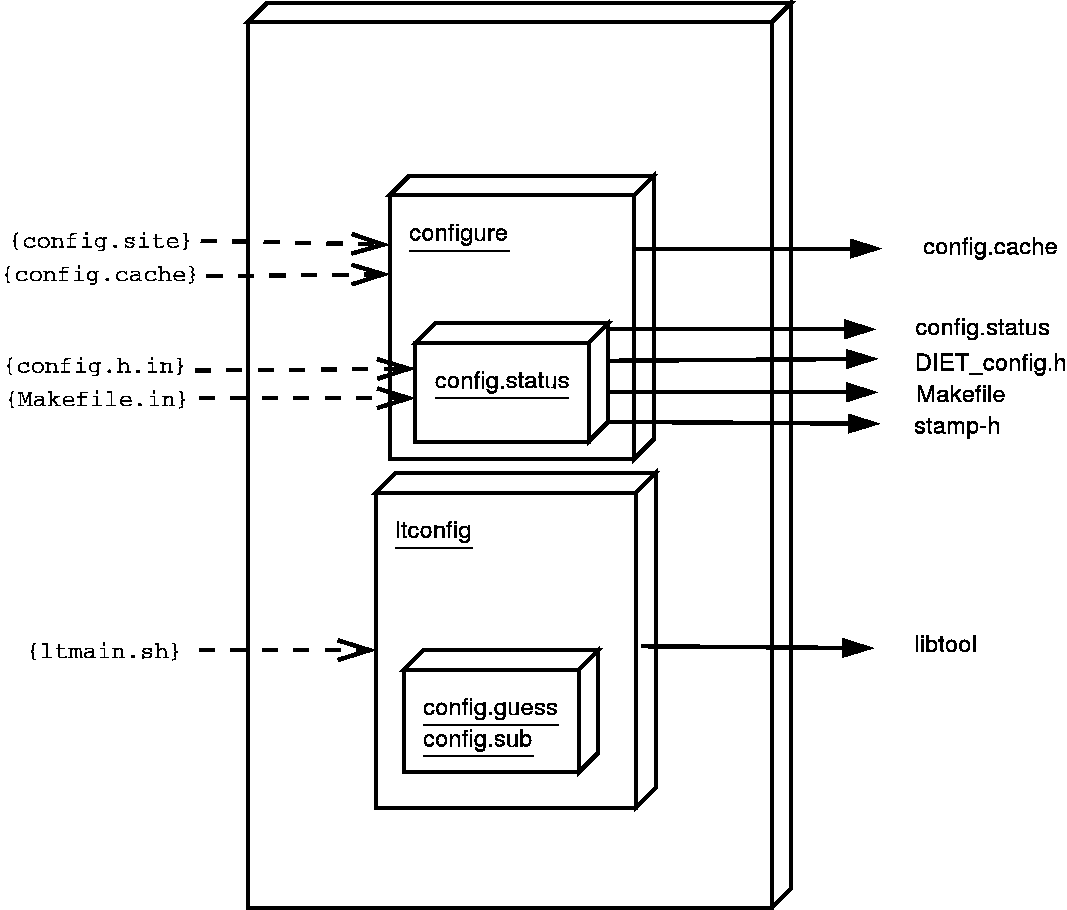 {config.site}
{config.cache}
{config.h.in}
{Makefile.in}
{ltmain.sh}
configure
config.status
ltconfig
config.guess
config.sub
config.cache
config.status
DIET_config.h
Makefile
stamp-h
libtool